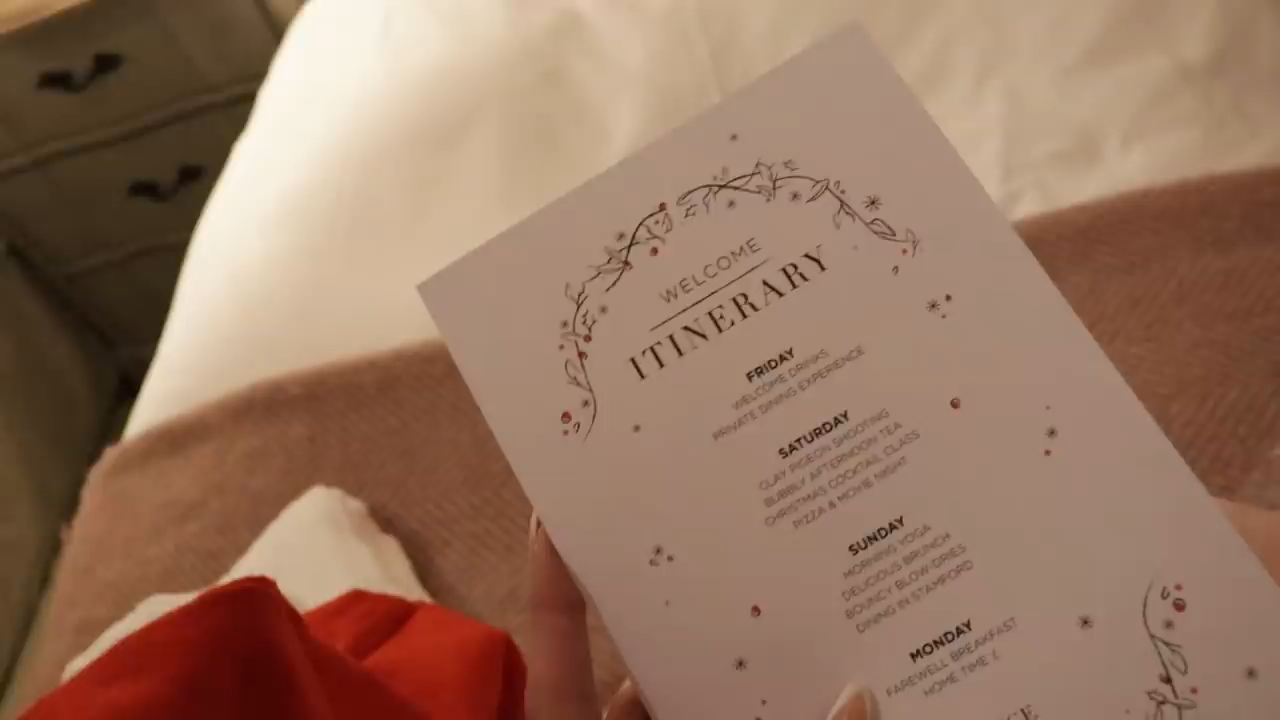 WELCOME
ITINERARY
FRIDAY
WELCOME DRINKS
PRIVATE DINING EXPERIENCE
SATURDAY
CLAY PIGEON SHOOTING
BUBBLY AFTERNOON TEA
CHRISTMAS COCKTAIL CLASS
PIZZA & MOVIE NIGHT
SUNDAY
MORNING YOGA
DELICIOUS BRUNCH
BOUNCY BLOW-DRIES
DINING IN STAMFORD
MONDAY
FAREWELL BREAKFAST
HOME TIME :(